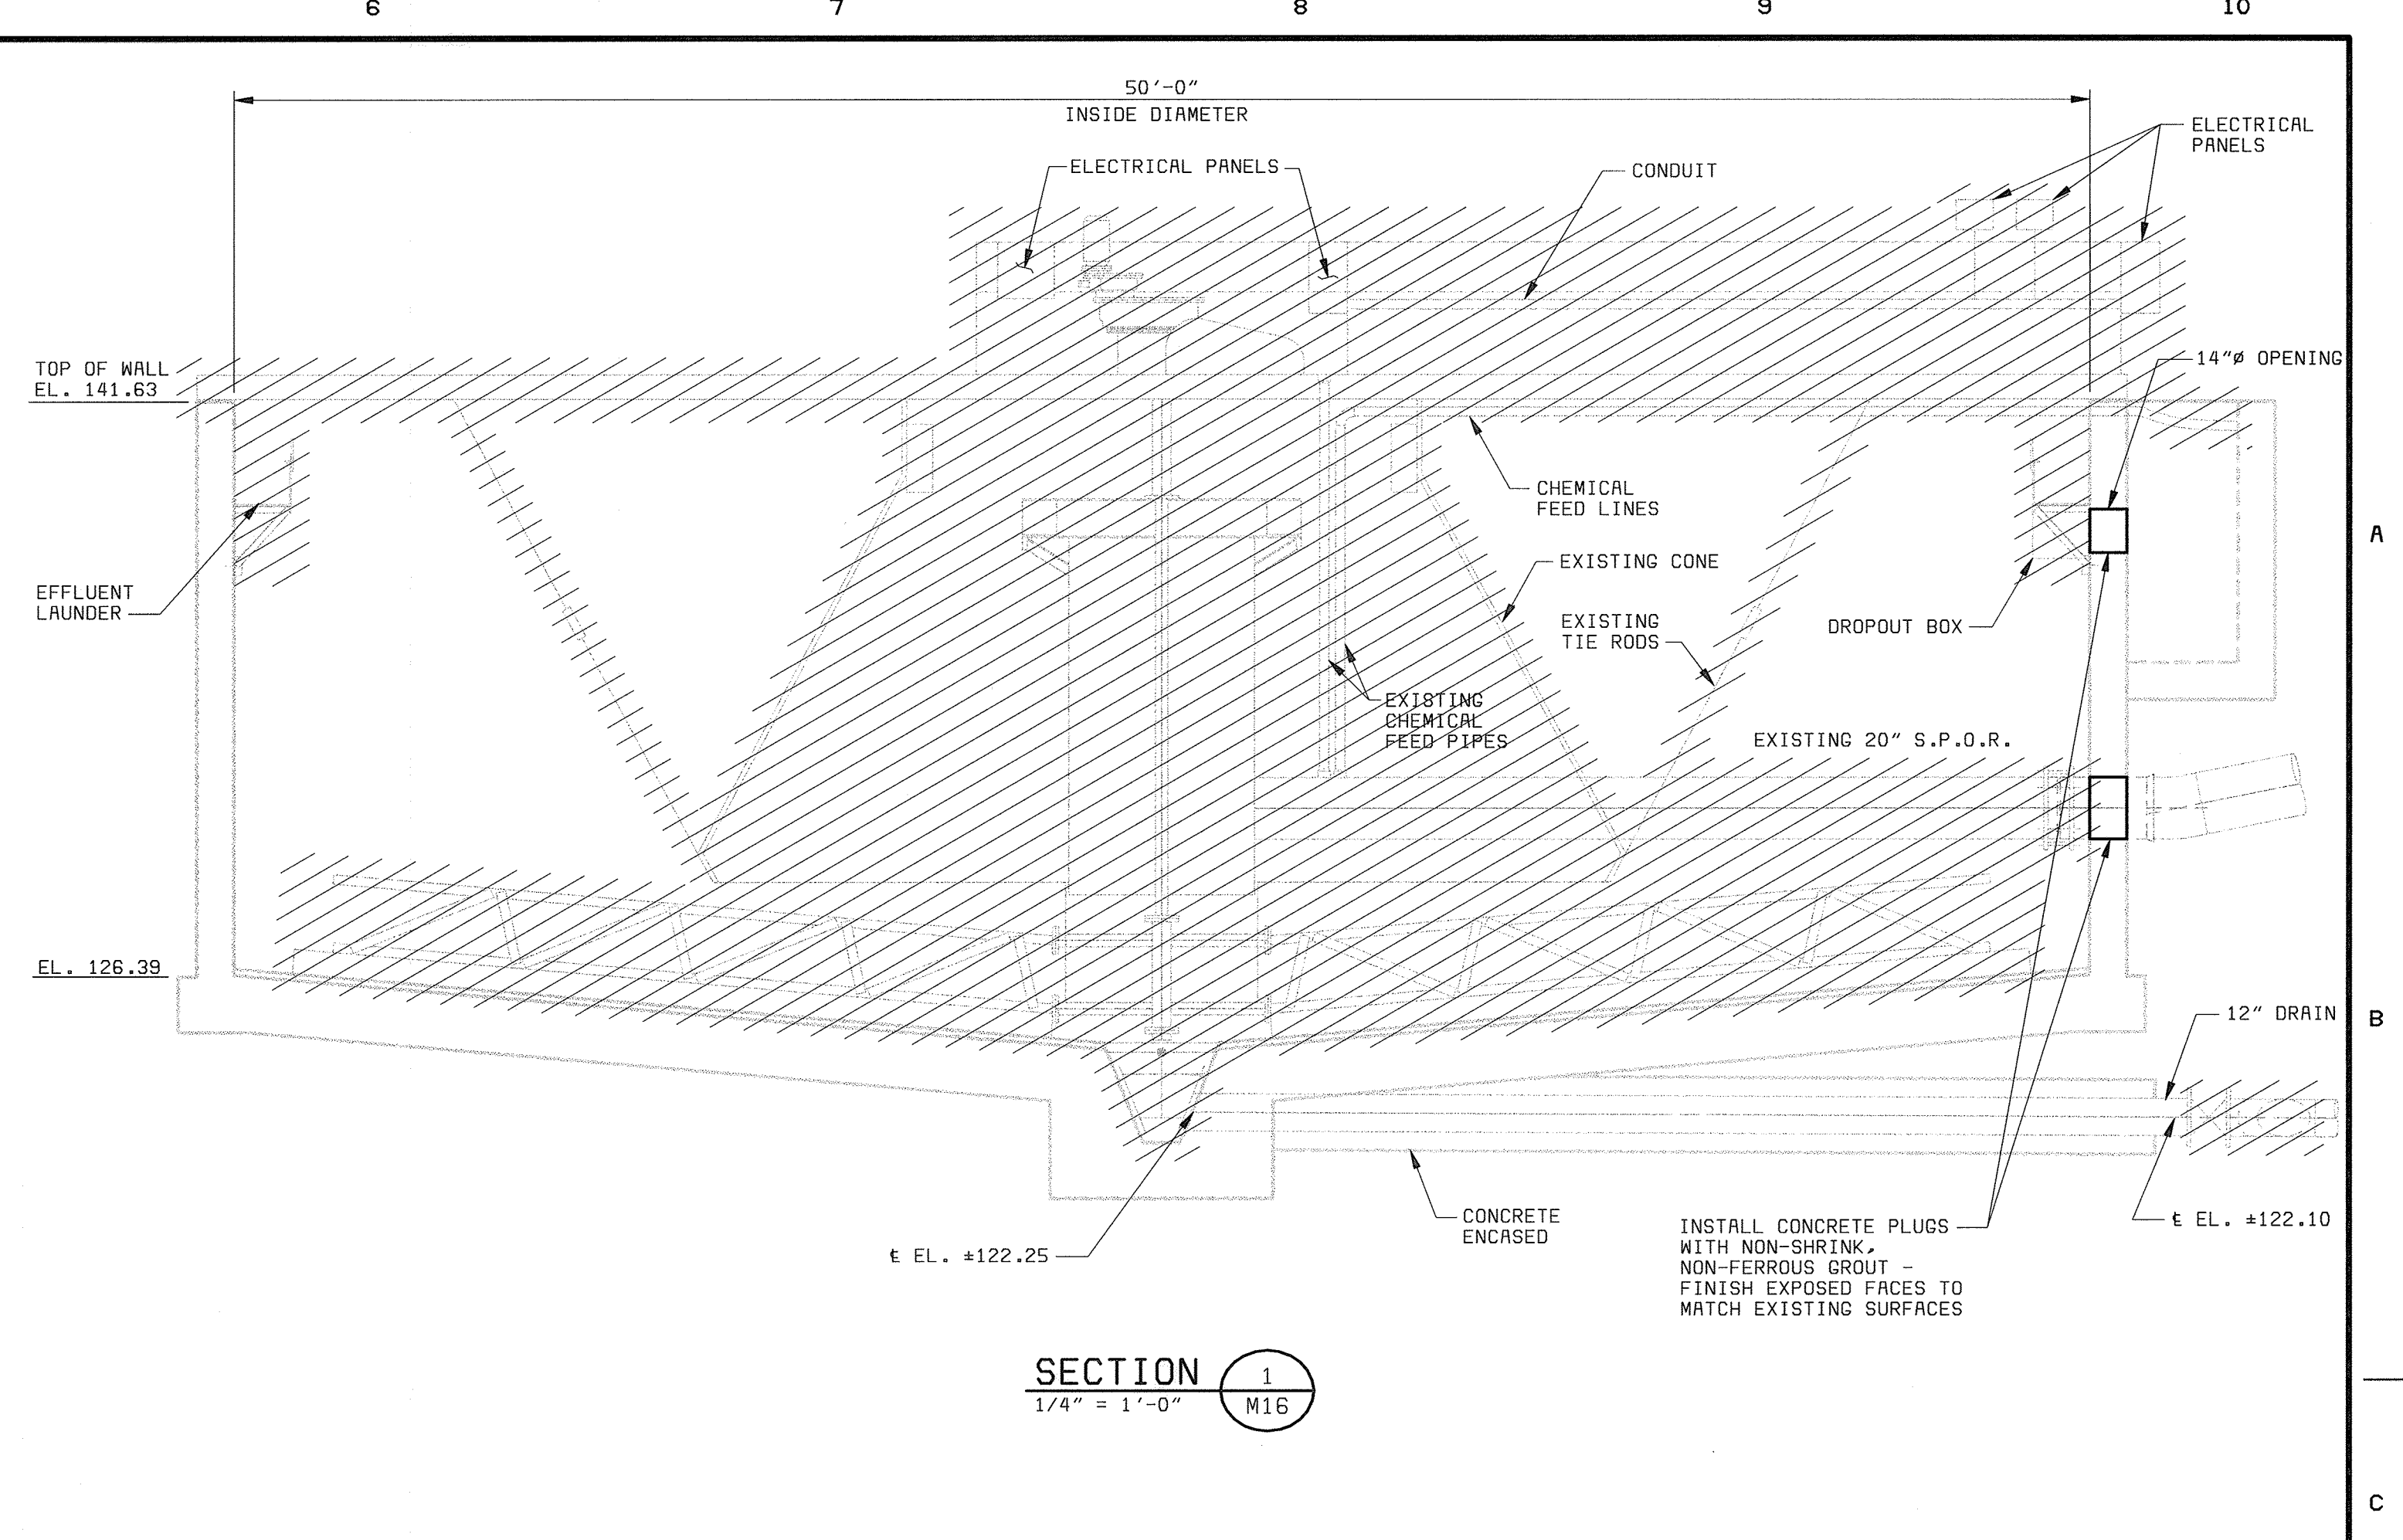 6 7 8 9 10
50'-0"
INSIDE DIAMETER
ELECTRICAL
PANELS
ELECTRICAL PANELS
CONDUIT
TOP OF WALL
EL. 141.63
14"Ø OPENING
CHEMICAL
FEED LINES
A
EXISTING CONE
EFFLUENT
LAUNDER
EXISTING
TIE RODS
DROPOUT BOX
EXISTING
CHEMICAL
FEED PIPES
EXISTING 20" S.P.O.R.
EL. 126.39
12" DRAIN
B
CONCRETE
ENCASED
INSTALL CONCRETE PLUGS
WITH NON-SHRINK,
NON-FERROUS GROUT -
FINISH EXPOSED FACES TO
MATCH EXISTING SURFACES
℄ EL. ±122.10
℄ EL. ±122.25
SECTION
1/4" = 1'-0"
1
M16
C